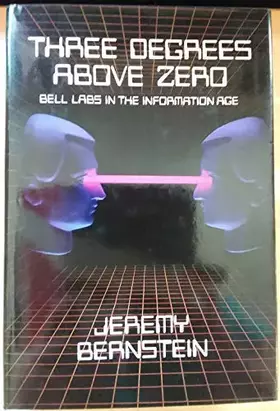 THREE DEGREES
ABOVE ZERO
BELL LABS IN THE INFORMATION AGE
JEREMY
BERNSTEIN